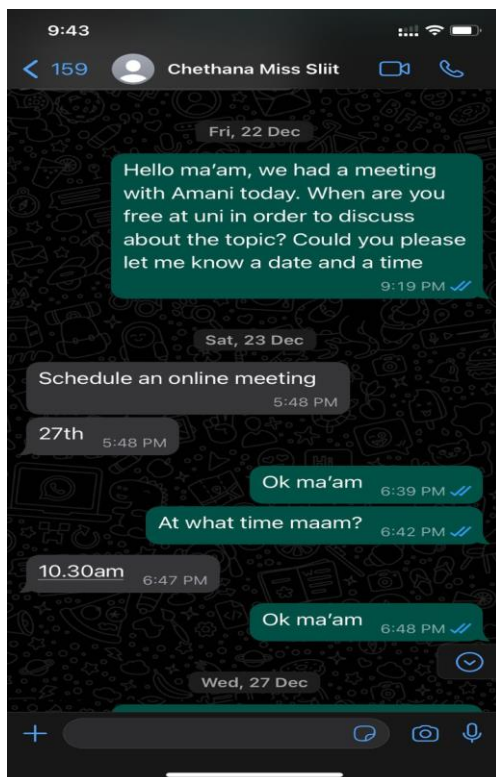 9:43
159 Chethana Miss Sliit
Fri, 22 Dec
Hello ma'am, we had a meeting
with Amani today. When are you
free at uni in order to discuss
about the topic? Could you please
let me know a date and a time
9:19 PM
Sat, 23 Dec
Schedule an online meeting
5:48 PM
27th 5:48 PM
Ok ma'am 6:39 PM
At what time maam? 6:42 PM
10.30am 6:47 PM
Ok ma'am 6:48 PM
Wed, 27 Dec